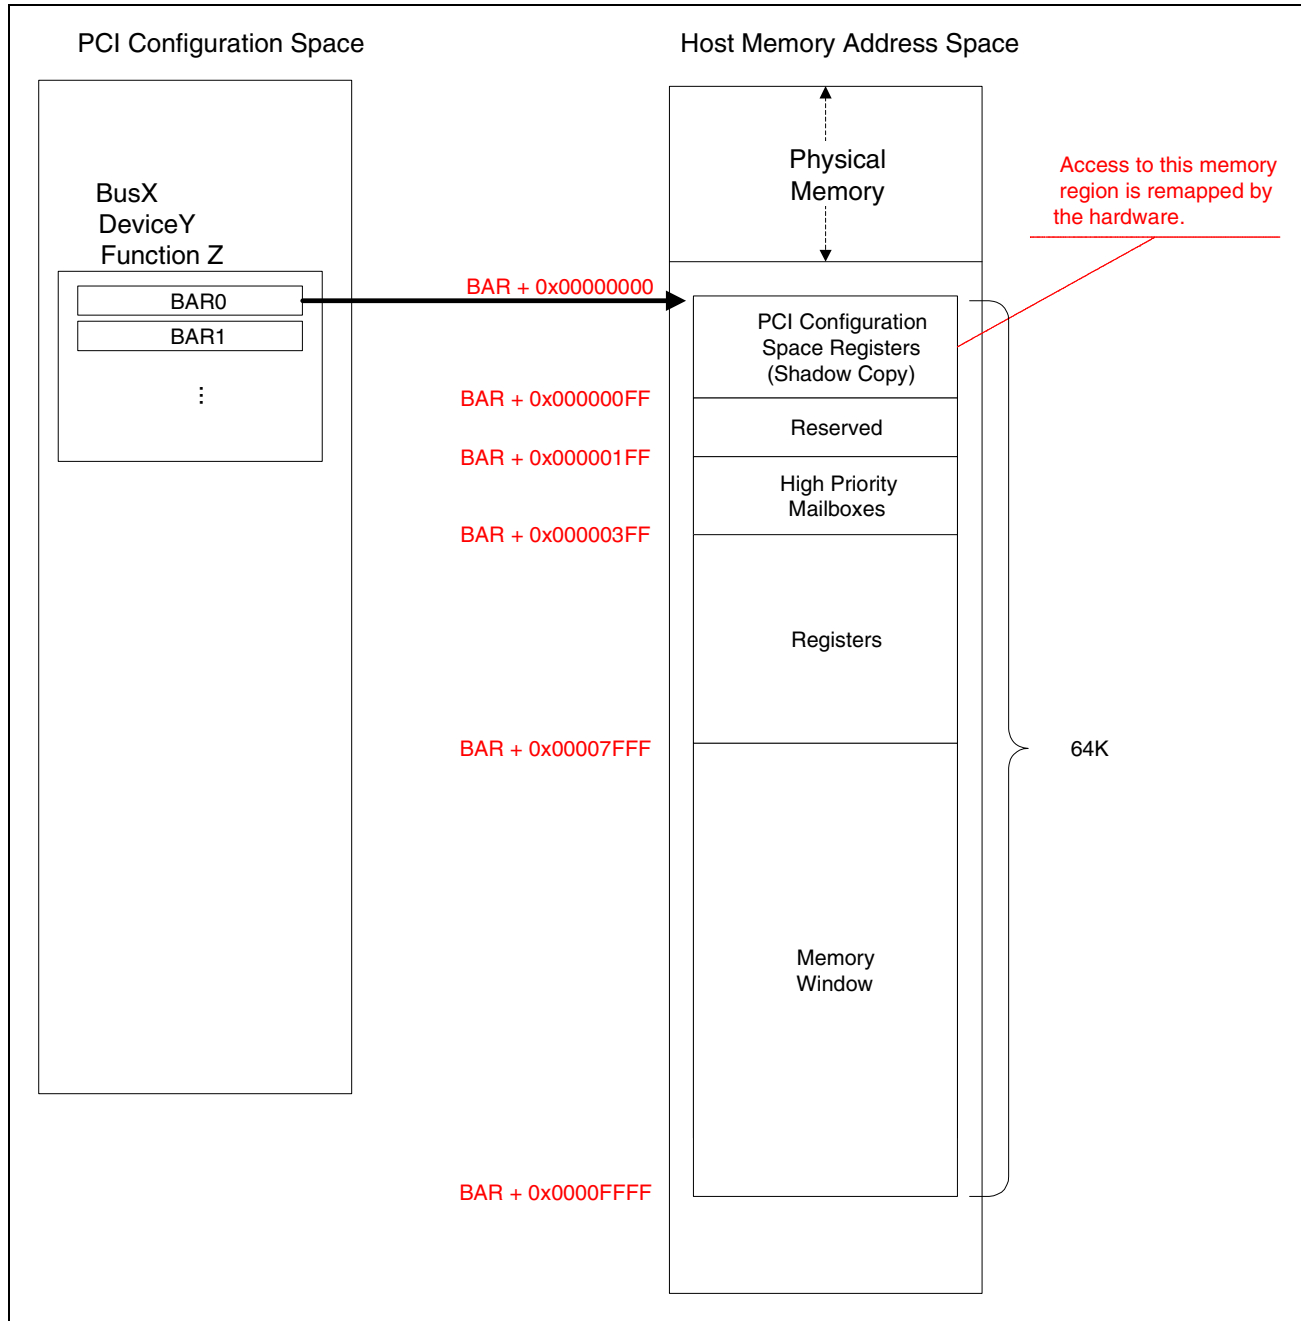 PCI Configuration Space
Host Memory Address Space
BusX
DeviceY
Function Z
BAR0
BAR1
⋮
Physical
Memory
Access to this memory
region is remapped by
the hardware.
BAR + 0x00000000
PCI Configuration
Space Registers
(Shadow Copy)
BAR + 0x000000FF
Reserved
BAR + 0x000001FF
High Priority
Mailboxes
BAR + 0x000003FF
Registers
BAR + 0x00007FFF
64K
Memory
Window
BAR + 0x0000FFFF